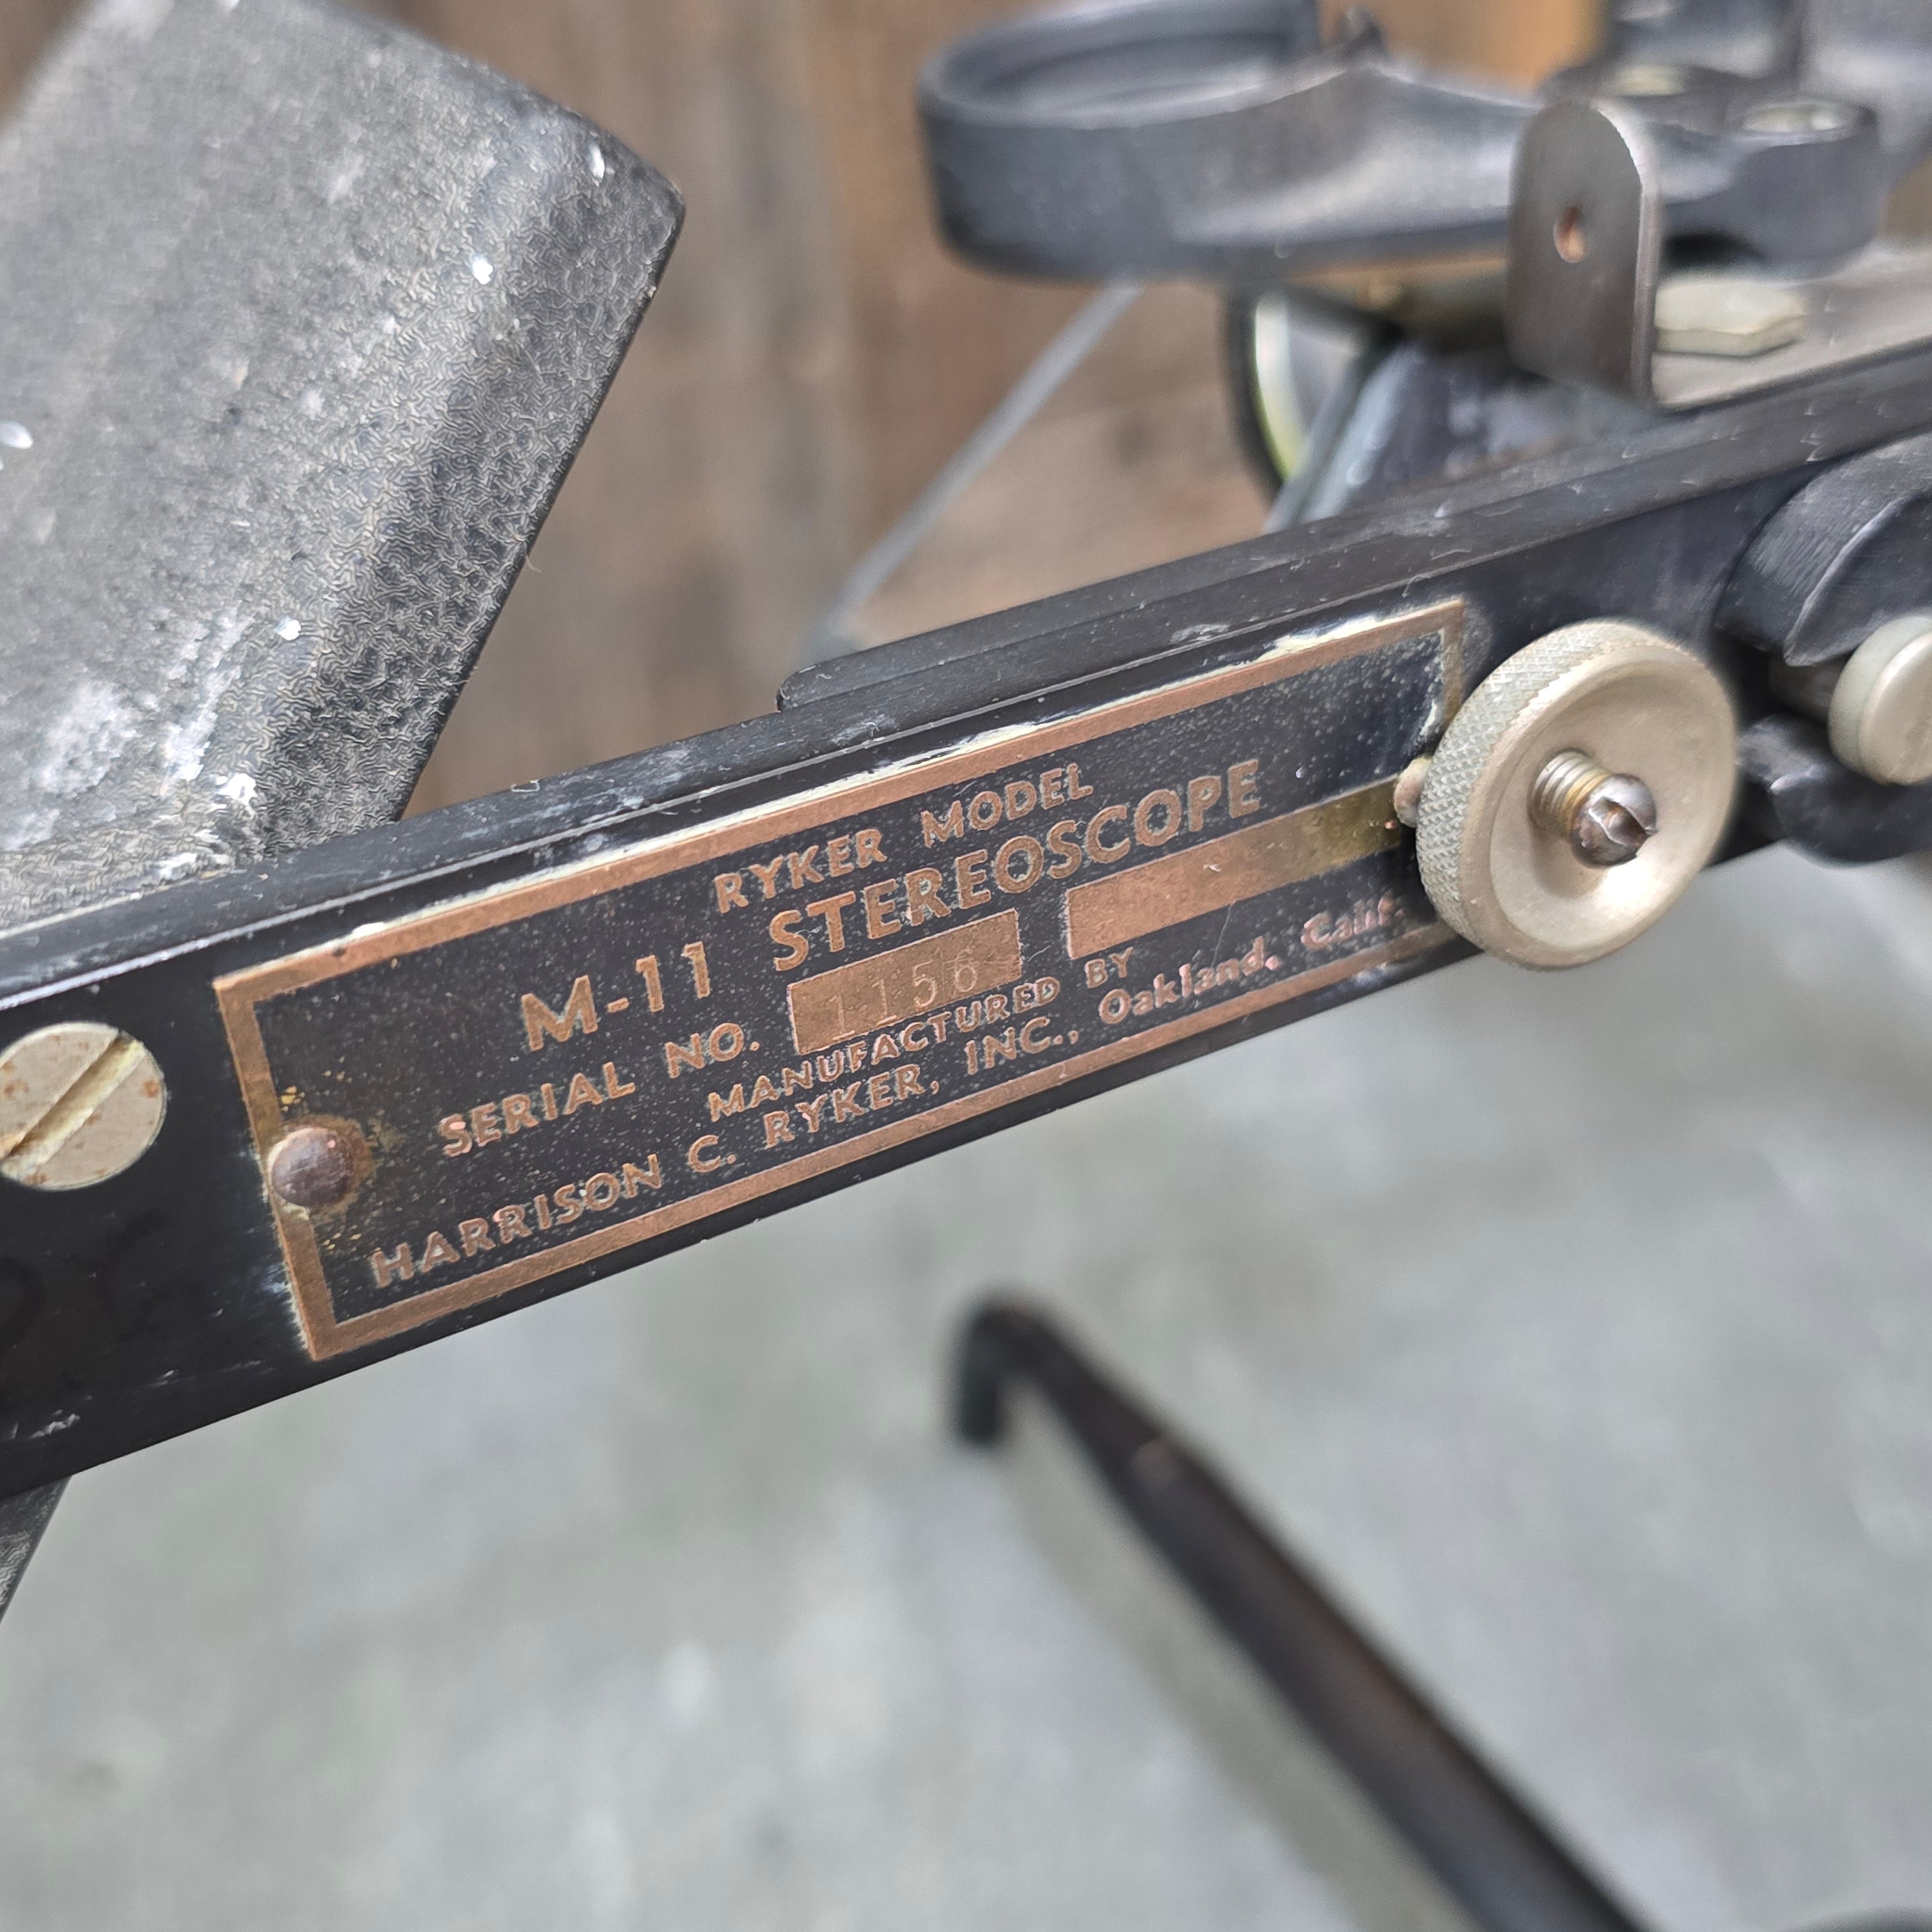 RYKER MODEL
M-11 STEREOSCOPE
SERIAL NO. 1156
MANUFACTURED BY
HARRISON C. RYKER, INC., Oakland, Calif.